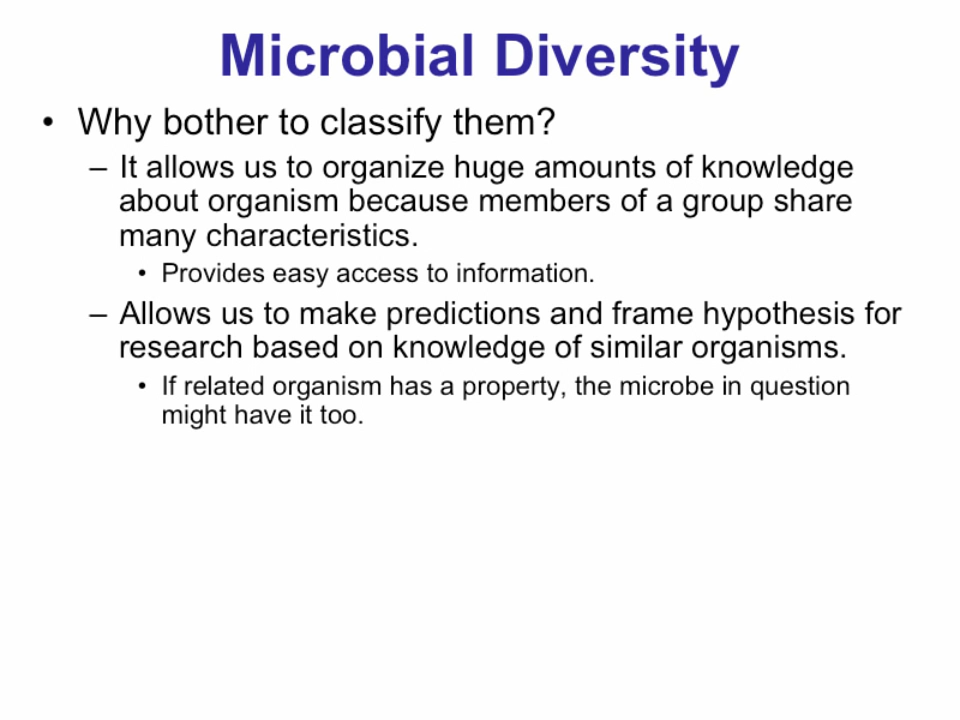 Microbial Diversity
• Why bother to classify them?
– It allows us to organize huge amounts of knowledge
about organism because members of a group share
many characteristics.
• Provides easy access to information.
– Allows us to make predictions and frame hypothesis for
research based on knowledge of similar organisms.
• If related organism has a property, the microbe in question
might have it too.